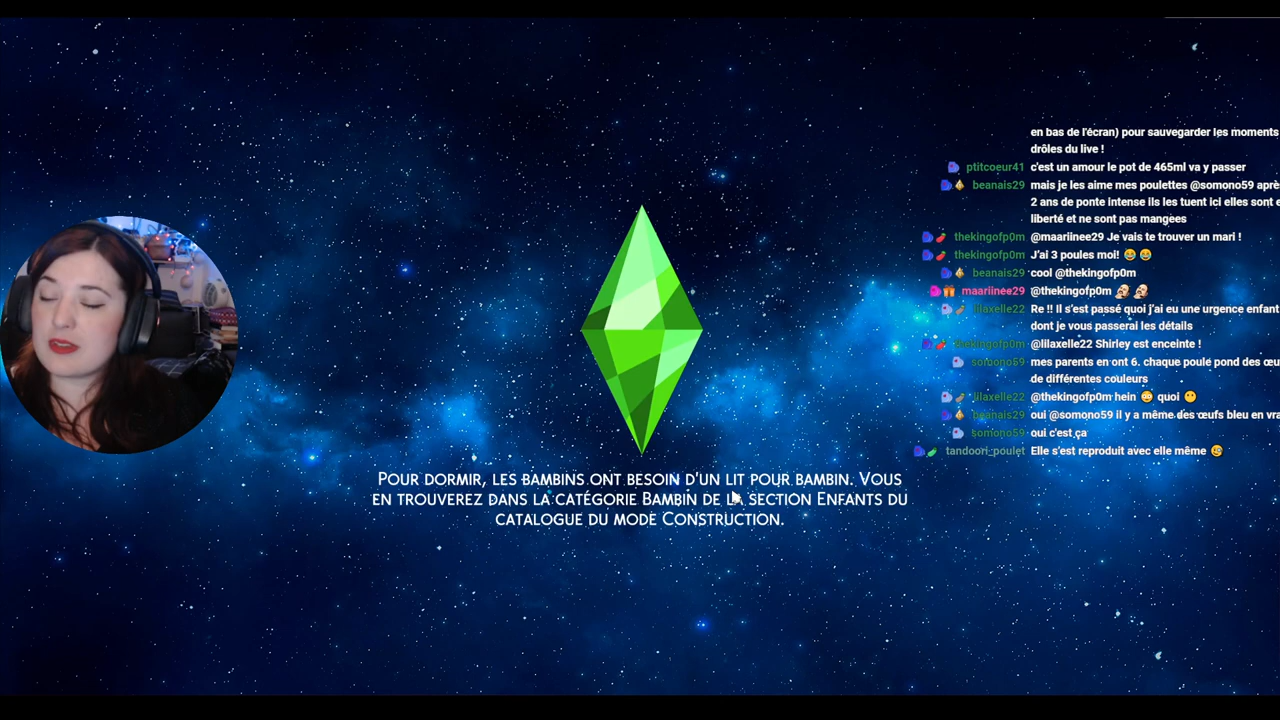 en bas de l'écran) pour sauvegarder les moments
drôles du live !
ptitcoeur41 c'est un amour le pot de 465ml va y passer
beanais29 mais je les aime mes poulettes @somono59 aprè
2 ans de ponte intense ils les tuent ici elles sont e
liberté et ne sont pas mangees
thekingofp0m @maariinee29 Je vais te trouver un mari !
thekingofp0m J'ai 3 poules moi! 😂 😂
beanais29 cool @thekingofp0m
maariinee29 @thekingofp0m
lilaxelle22 Re !! Il s'est passé quoi j'ai eu une urgence enfant
dont je vous passerai les détails
thekingofp0m @lilaxelle22 Shirley est enceinte !
somono59 mes parents en ont 6. chaque poule pond des œu
de différentes couleurs
lilaxelle22 @thekingofp0m hein 😳 quoi 😶
beanais29 oui @somono59 il y a même des œufs bleu en vra
somono59 oui c'est ça
tandoori_poulet Elle s'est reproduit avec elle même
Pour dormir, les bambins ont besoin d'un lit pour bambin. Vous
en trouverez dans la catégorie Bambin de la section Enfants du
catalogue du mode Construction.